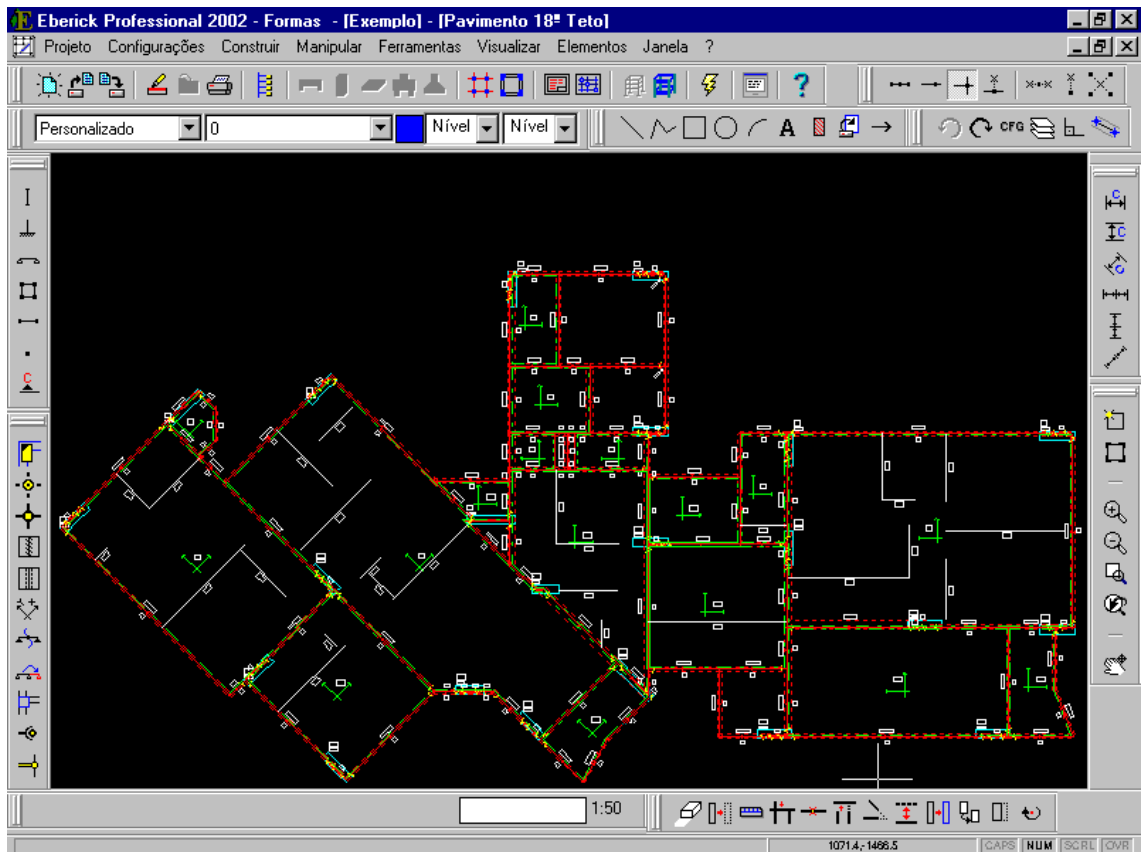 Eberick Professional 2002 - Formas - [Exemplo] - [Pavimento 18º Teto]
Projeto Configurações Construir Manipular Ferramentas Visualizar Elementos Janela ?
Personalizado 0 Nível Nível A CFG
C
C
C
C
1:50
1071.4,-1466.5 CAPS NUM SCRL OVR